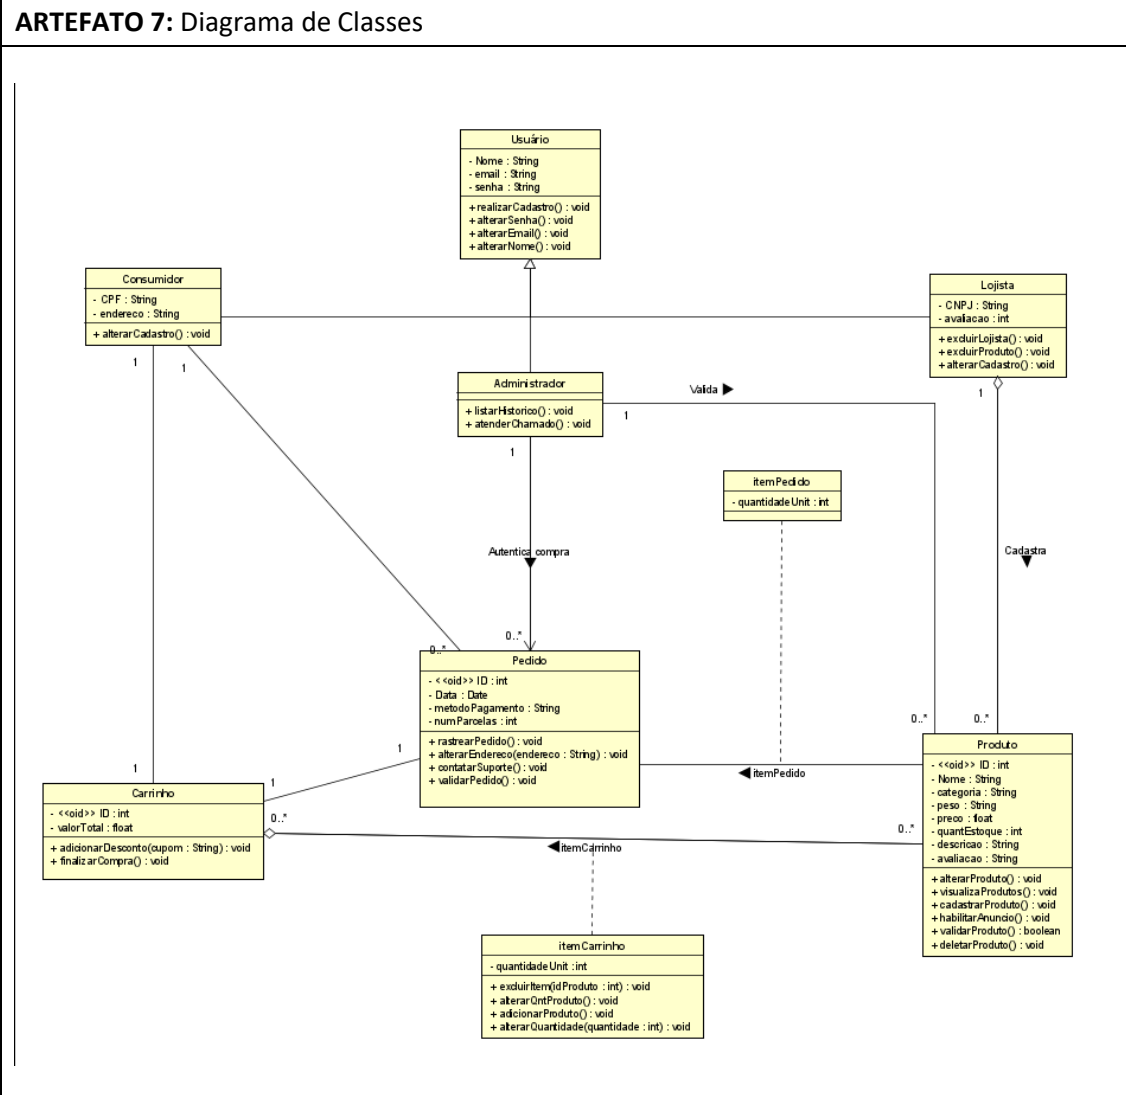 ARTEFATO 7: Diagrama de Classes
Usuário
- Nome : String
- email : String
- senha : String
+ realizarCadastro() : void
+ alterarSenha() : void
+ alterarEmail() : void
+ alterarNome() : void
Consumidor
- CPF : String
- endereco : String
+ alterarCadastro() : void
Lojista
- CNPJ : String
- avaliacao : int
+ excluirLojista() : void
+ excluirProduto() : void
+ alterarCadastro() : void
1
1
Administrador
+ listarHistorico() : void
+ atenderChamado() : void
Valida
1
1
1
itemPedido
- quantidadeUnit : int
Autentica compra
Cadastra
0..*
0..*
Pedido
- <<oid>> ID : int
- Data : Date
- metodoPagamento : String
- numParcelas : int
+ rastrearPedido() : void
+ alterarEndereco(endereco : String) : void
+ contatarSuporte() : void
+ validarPedido() : void
0..*
0..*
Produto
- <<oid>> ID : int
- Nome : String
- categoria : String
- peso : String
- preco : float
- quantEstoque : int
- descricao : String
- avaliacao : String
+ alterarProduto() : void
+ visualizaProdutos() : void
+ cadastrarProduto() : void
+ habilitarAnuncio() : void
+ validarProduto() : boolean
+ deletarProduto() : void
1
1
1
itemPedido
Carrinho
- <<oid>> ID : int
- valorTotal : float
+ adicionarDesconto(cupom : String) : void
+ finalizarCompra() : void
0..*
0..*
itemCarrinho
itemCarrinho
- quantidadeUnit : int
+ excluirItem(idProduto : int) : void
+ alterarQntProduto() : void
+ adicionarProduto() : void
+ alterarQuantidade(quantidade : int) : void